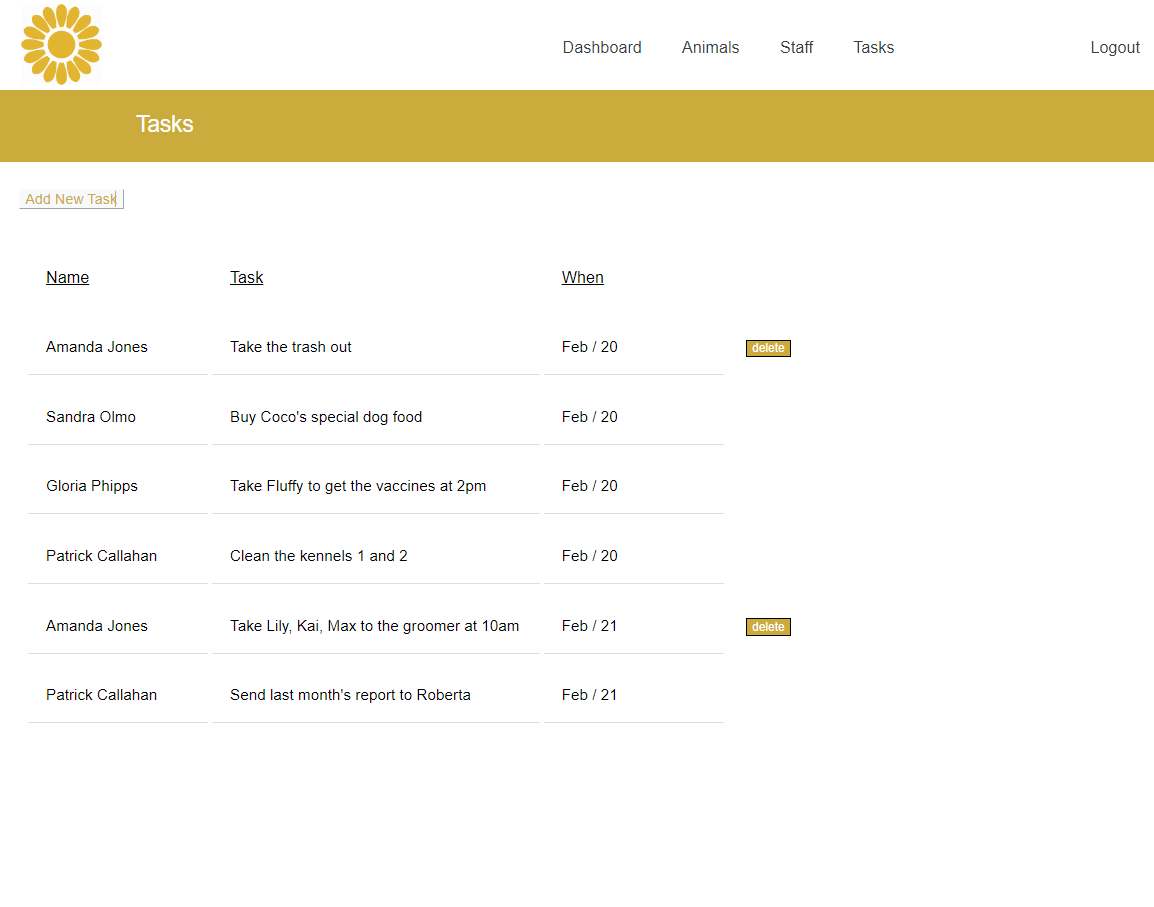 Dashboard Animals Staff Tasks Logout
Tasks
Add New Task
Name Task When
Amanda Jones Take the trash out Feb / 20 delete
Sandra Olmo Buy Coco's special dog food Feb / 20
Gloria Phipps Take Fluffy to get the vaccines at 2pm Feb / 20
Patrick Callahan Clean the kennels 1 and 2 Feb / 20
Amanda Jones Take Lily, Kai, Max to the groomer at 10am Feb / 21 delete
Patrick Callahan Send last month's report to Roberta Feb / 21